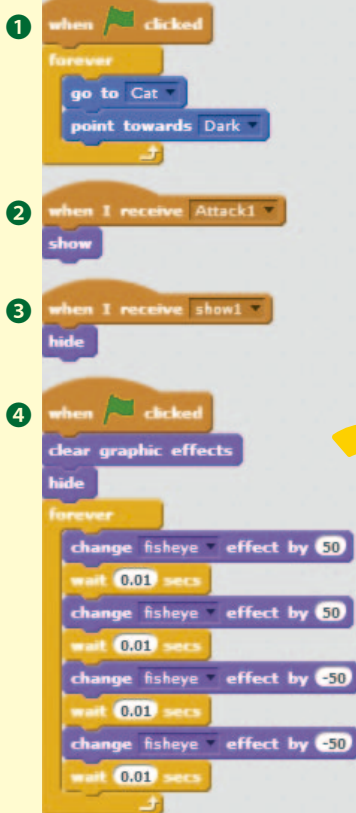 1 when clicked
forever
go to Cat
point towards Dark
2 when I receive Attack1
show
3 when I receive show1
hide
4 when clicked
clear graphic effects
hide
forever
change fisheye effect by 50
wait 0.01 secs
change fisheye effect by 50
wait 0.01 secs
change fisheye effect by -50
wait 0.01 secs
change fisheye effect by -50
wait 0.01 secs